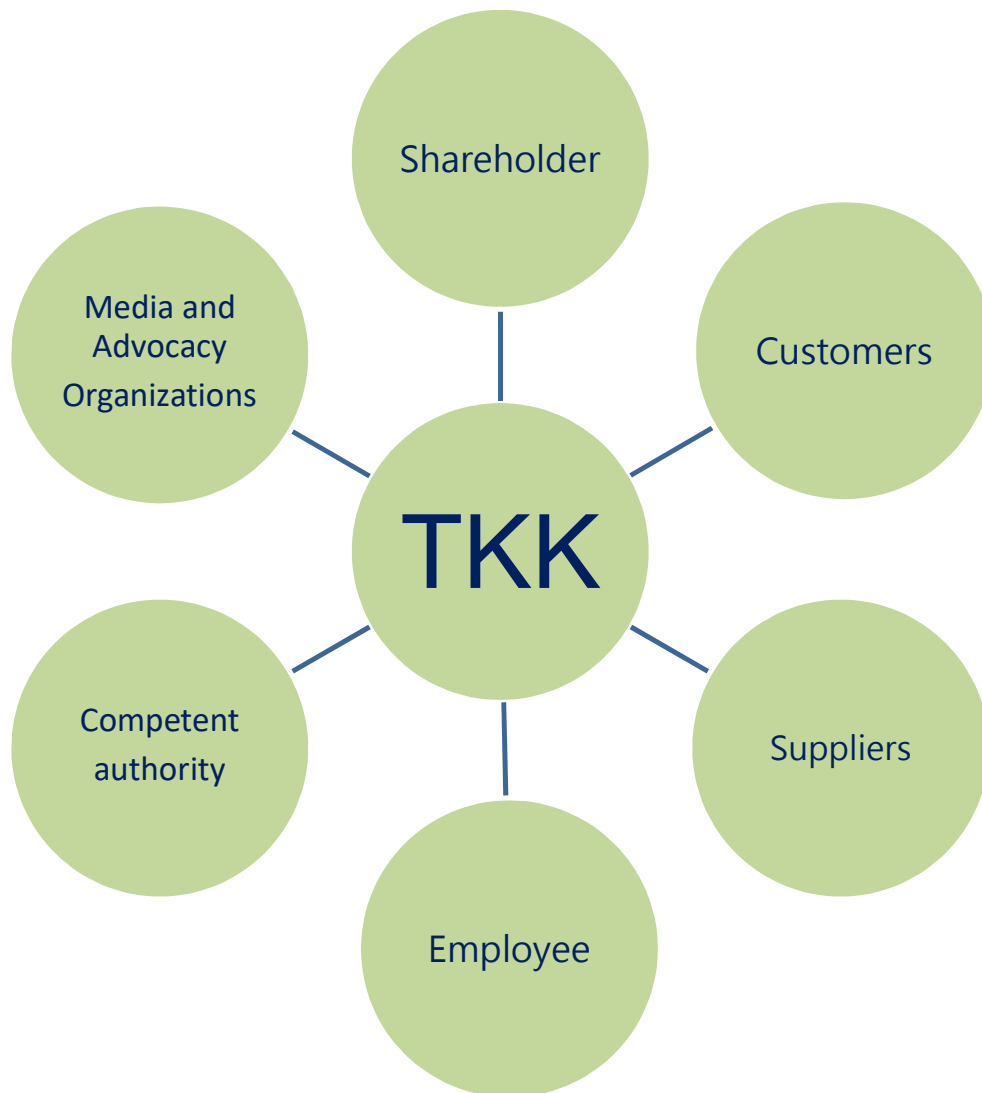 Shareholder
Media and
Advocacy
Organizations
Customers
TKK
Competent
authority
Suppliers
Employee